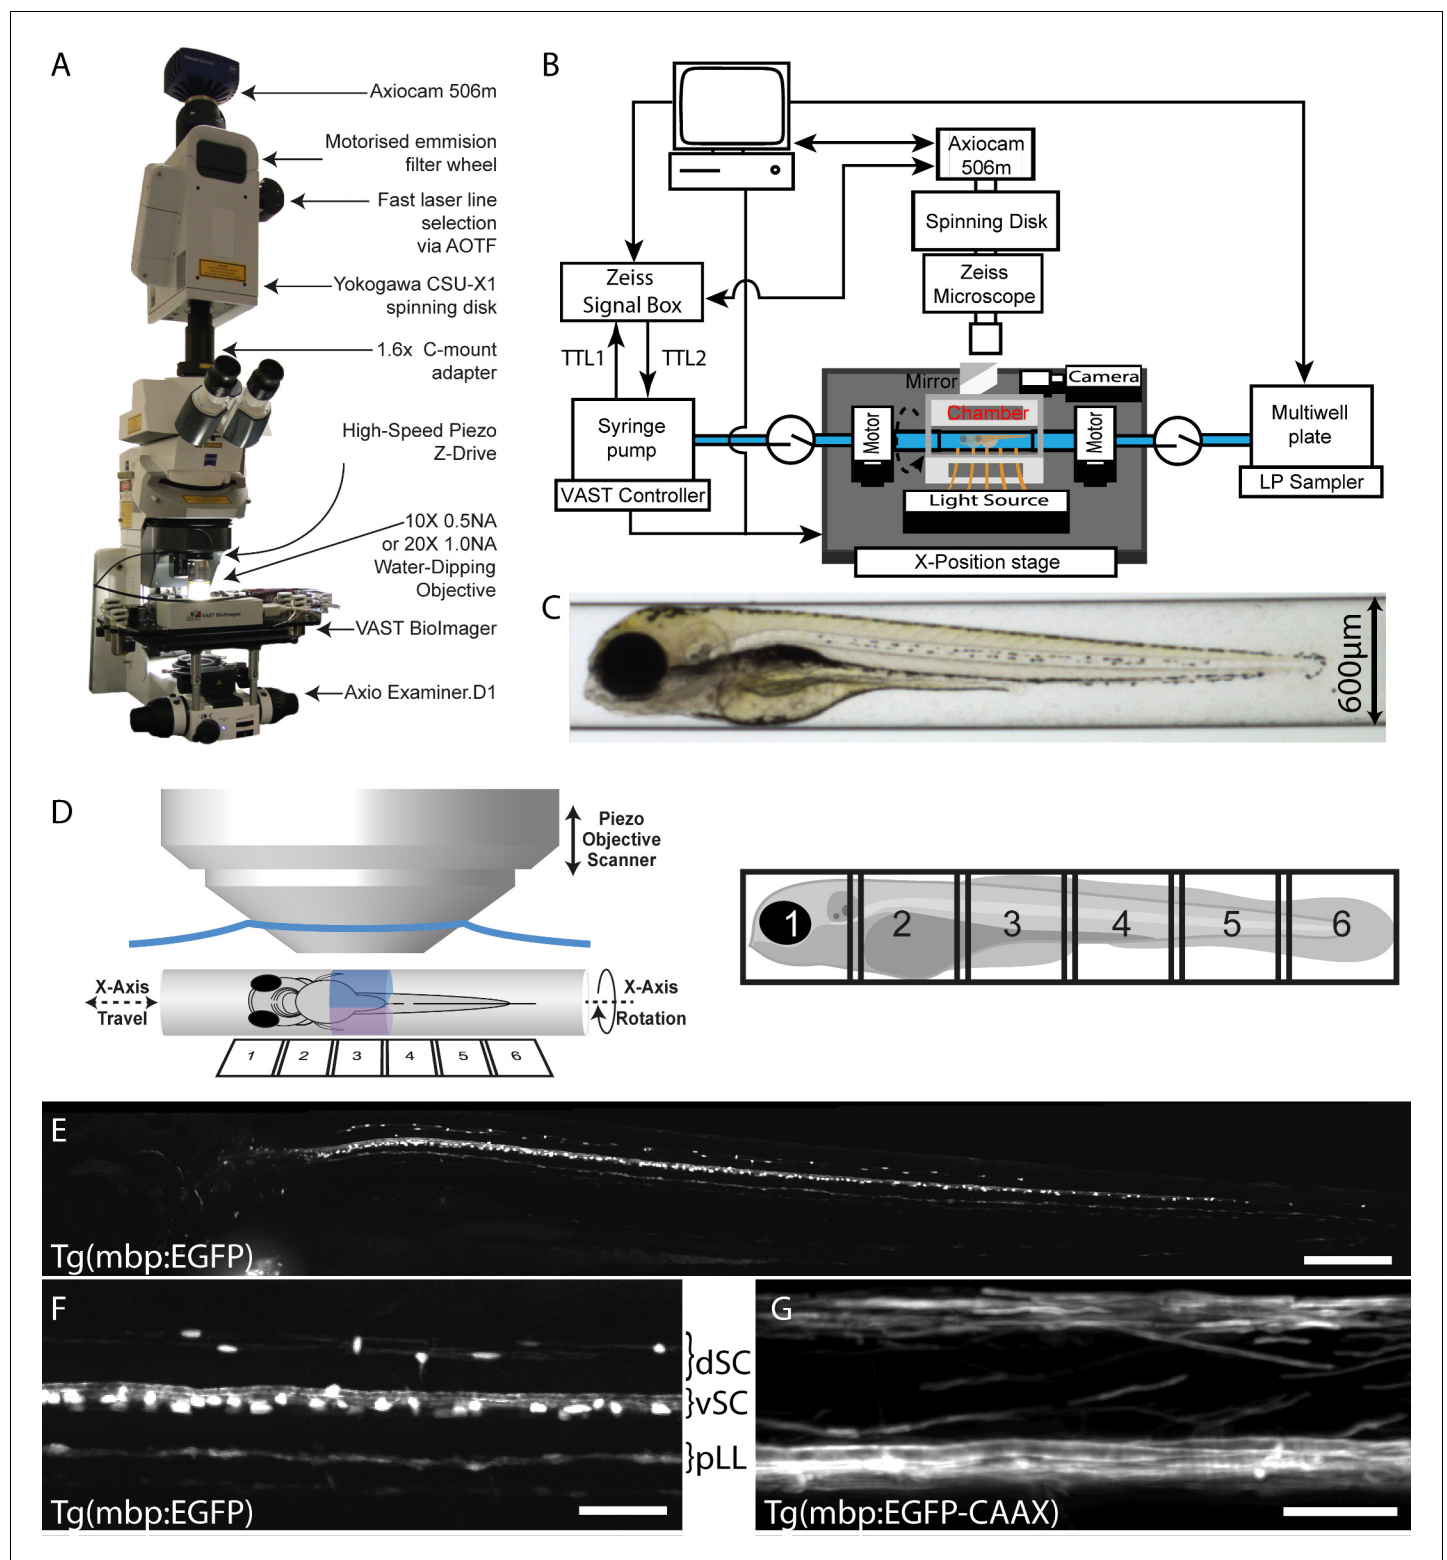 A
Axiocam 506m
Motorised emmision
filter wheel
Fast laser line
selection
via AOTF
Yokogawa CSU-X1
spinning disk
1.6x C-mount
adapter
High-Speed Piezo
Z-Drive
10X 0.5NA
or 20X 1.0NA
Water-Dipping
Objective
VAST BioImager
VAST BioImager
Axio Examiner.D1
B
Axiocam
506m
Spinning Disk
Zeiss
Microscope
Zeiss
Signal Box
TTL1
TTL2
Syringe
pump
VAST Controller
Motor
Mirror
Chamber
Camera
Motor
Light Source
X-Position stage
Multiwell
plate
LP Sampler
C
600µm
D
Piezo
Objective
Scanner
X-Axis
Travel
X-Axis
Rotation
1 2 3 4 5 6
1 2 3 4 5 6
E
Tg(mbp:EGFP)
F
dSC
vSC
pLL
Tg(mbp:EGFP)
G
Tg(mbp:EGFP-CAAX)